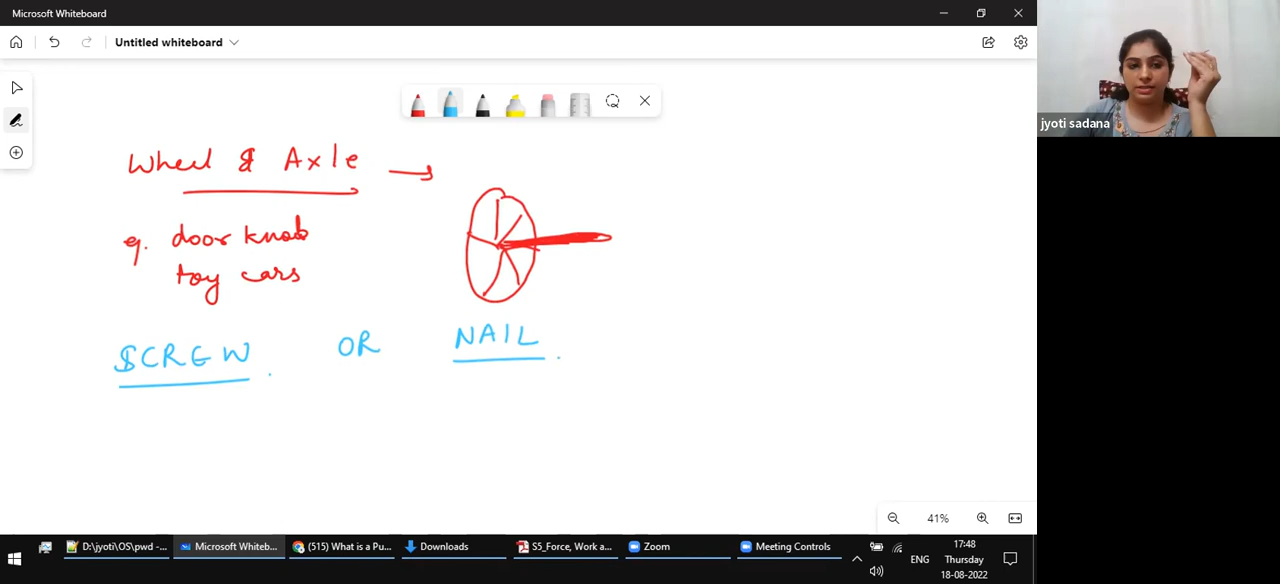 Microsoft Whiteboard
Untitled whiteboard
jyoti sadana
Wheel & Axle →
eg. door knob
toy cars
SCREW OR NAIL
41%
D:\jyoti\OS\pwd -... Microsoft Whiteb... (515) What is a Pu... Downloads S5_Force, Work a... Zoom Meeting Controls
ENG
17:48
Thursday
18-08-2022